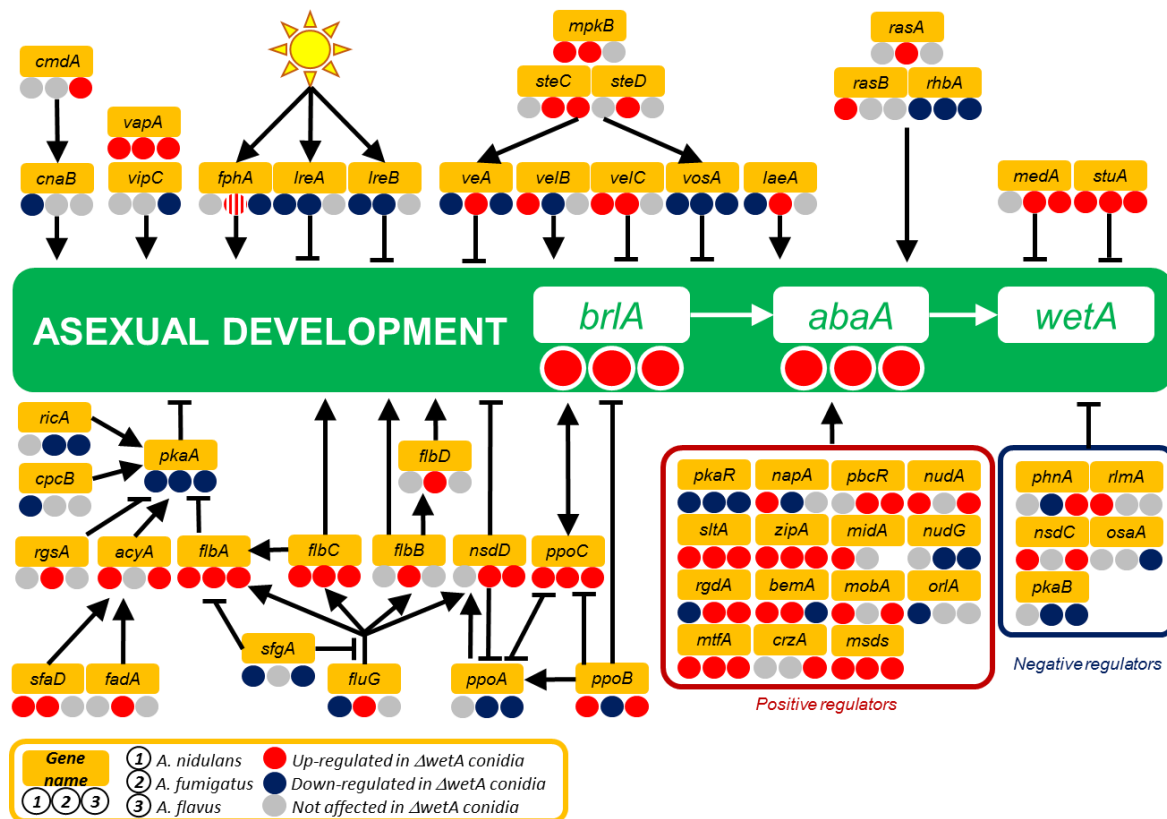 mpkB
rasA
cmdA
steC steD
rasB rhbA
vapA
cnaB vipC fphA lreA lreB veA velB velC vosA laeA medA stuA
ASEXUAL DEVELOPMENT brlA abaA wetA
ricA
pkaA
flbD
cpcB
pkaR napA pbcR nudA
phnA rlmA
sltA zipA midA nudG
nsdC osaA
rgsA acyA flbA flbC flbB nsdD ppoC
rgdA bemA mobA orlA
pkaB
mtfA crzA msds
sfgA
sfaD fadA fluG ppoA ppoB
Negative regulators
Positive regulators
Gene name
1 2 3
1 A. nidulans
2 A. fumigatus
3 A. flavus
Up-regulated in ΔwetA conidia
Down-regulated in ΔwetA conidia
Not affected in ΔwetA conidia